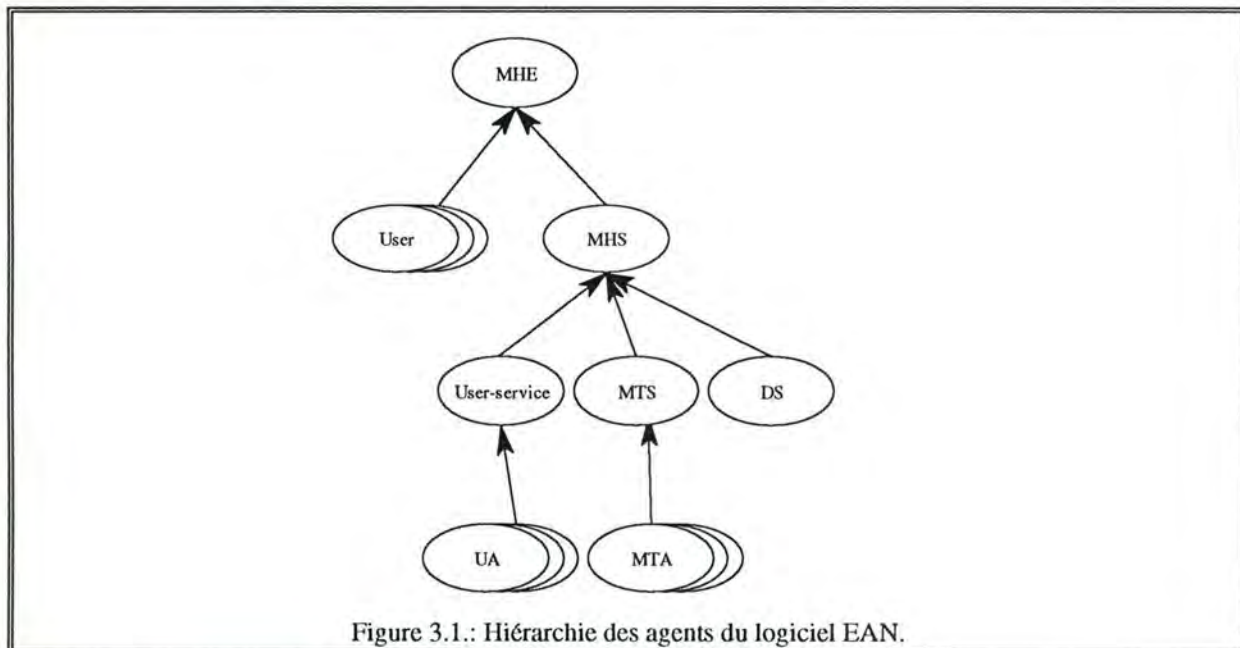 MHE
User
MHS
User-service
MTS
DS
UA
MTA
Figure 3.1.: Hiérarchie des agents du logiciel EAN.